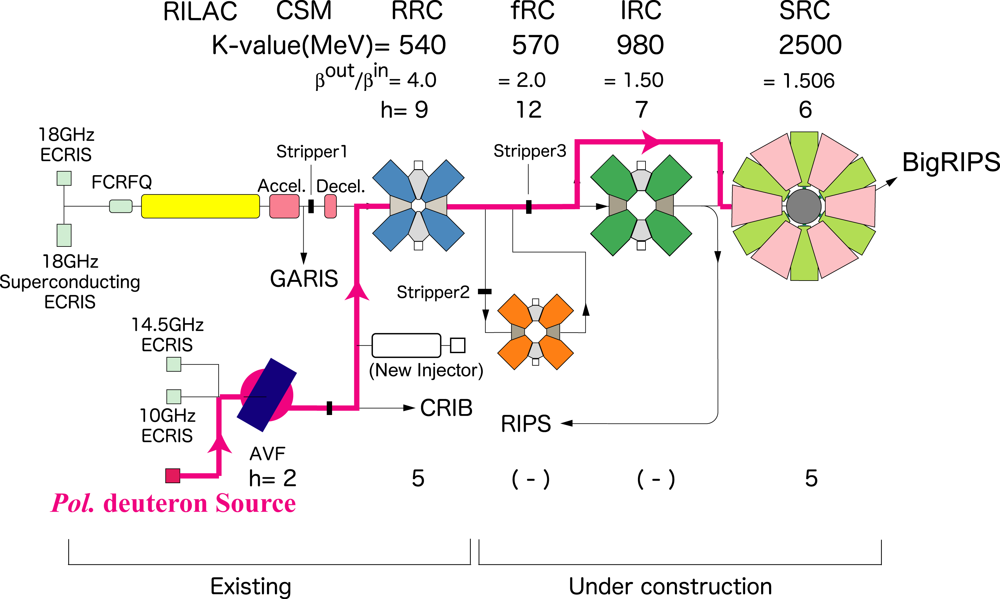 RILAC CSM RRC fRC IRC SRC
K-value(MeV)= 540 570 980 2500
βout/βin = 4.0 = 2.0 = 1.50 = 1.506
h= 9 12 7 6
18GHz
ECRIS
Stripper1
Stripper3
BigRIPS
FCRFQ
Accel.
Decel.
18GHz
Superconducting
ECRIS
GARIS
Stripper2
14.5GHz
ECRIS
(New Injector)
10GHz
ECRIS
CRIB
RIPS
AVF
h= 2 5 (-) (-) 5
Pol. deuteron Source
Existing
Under construction